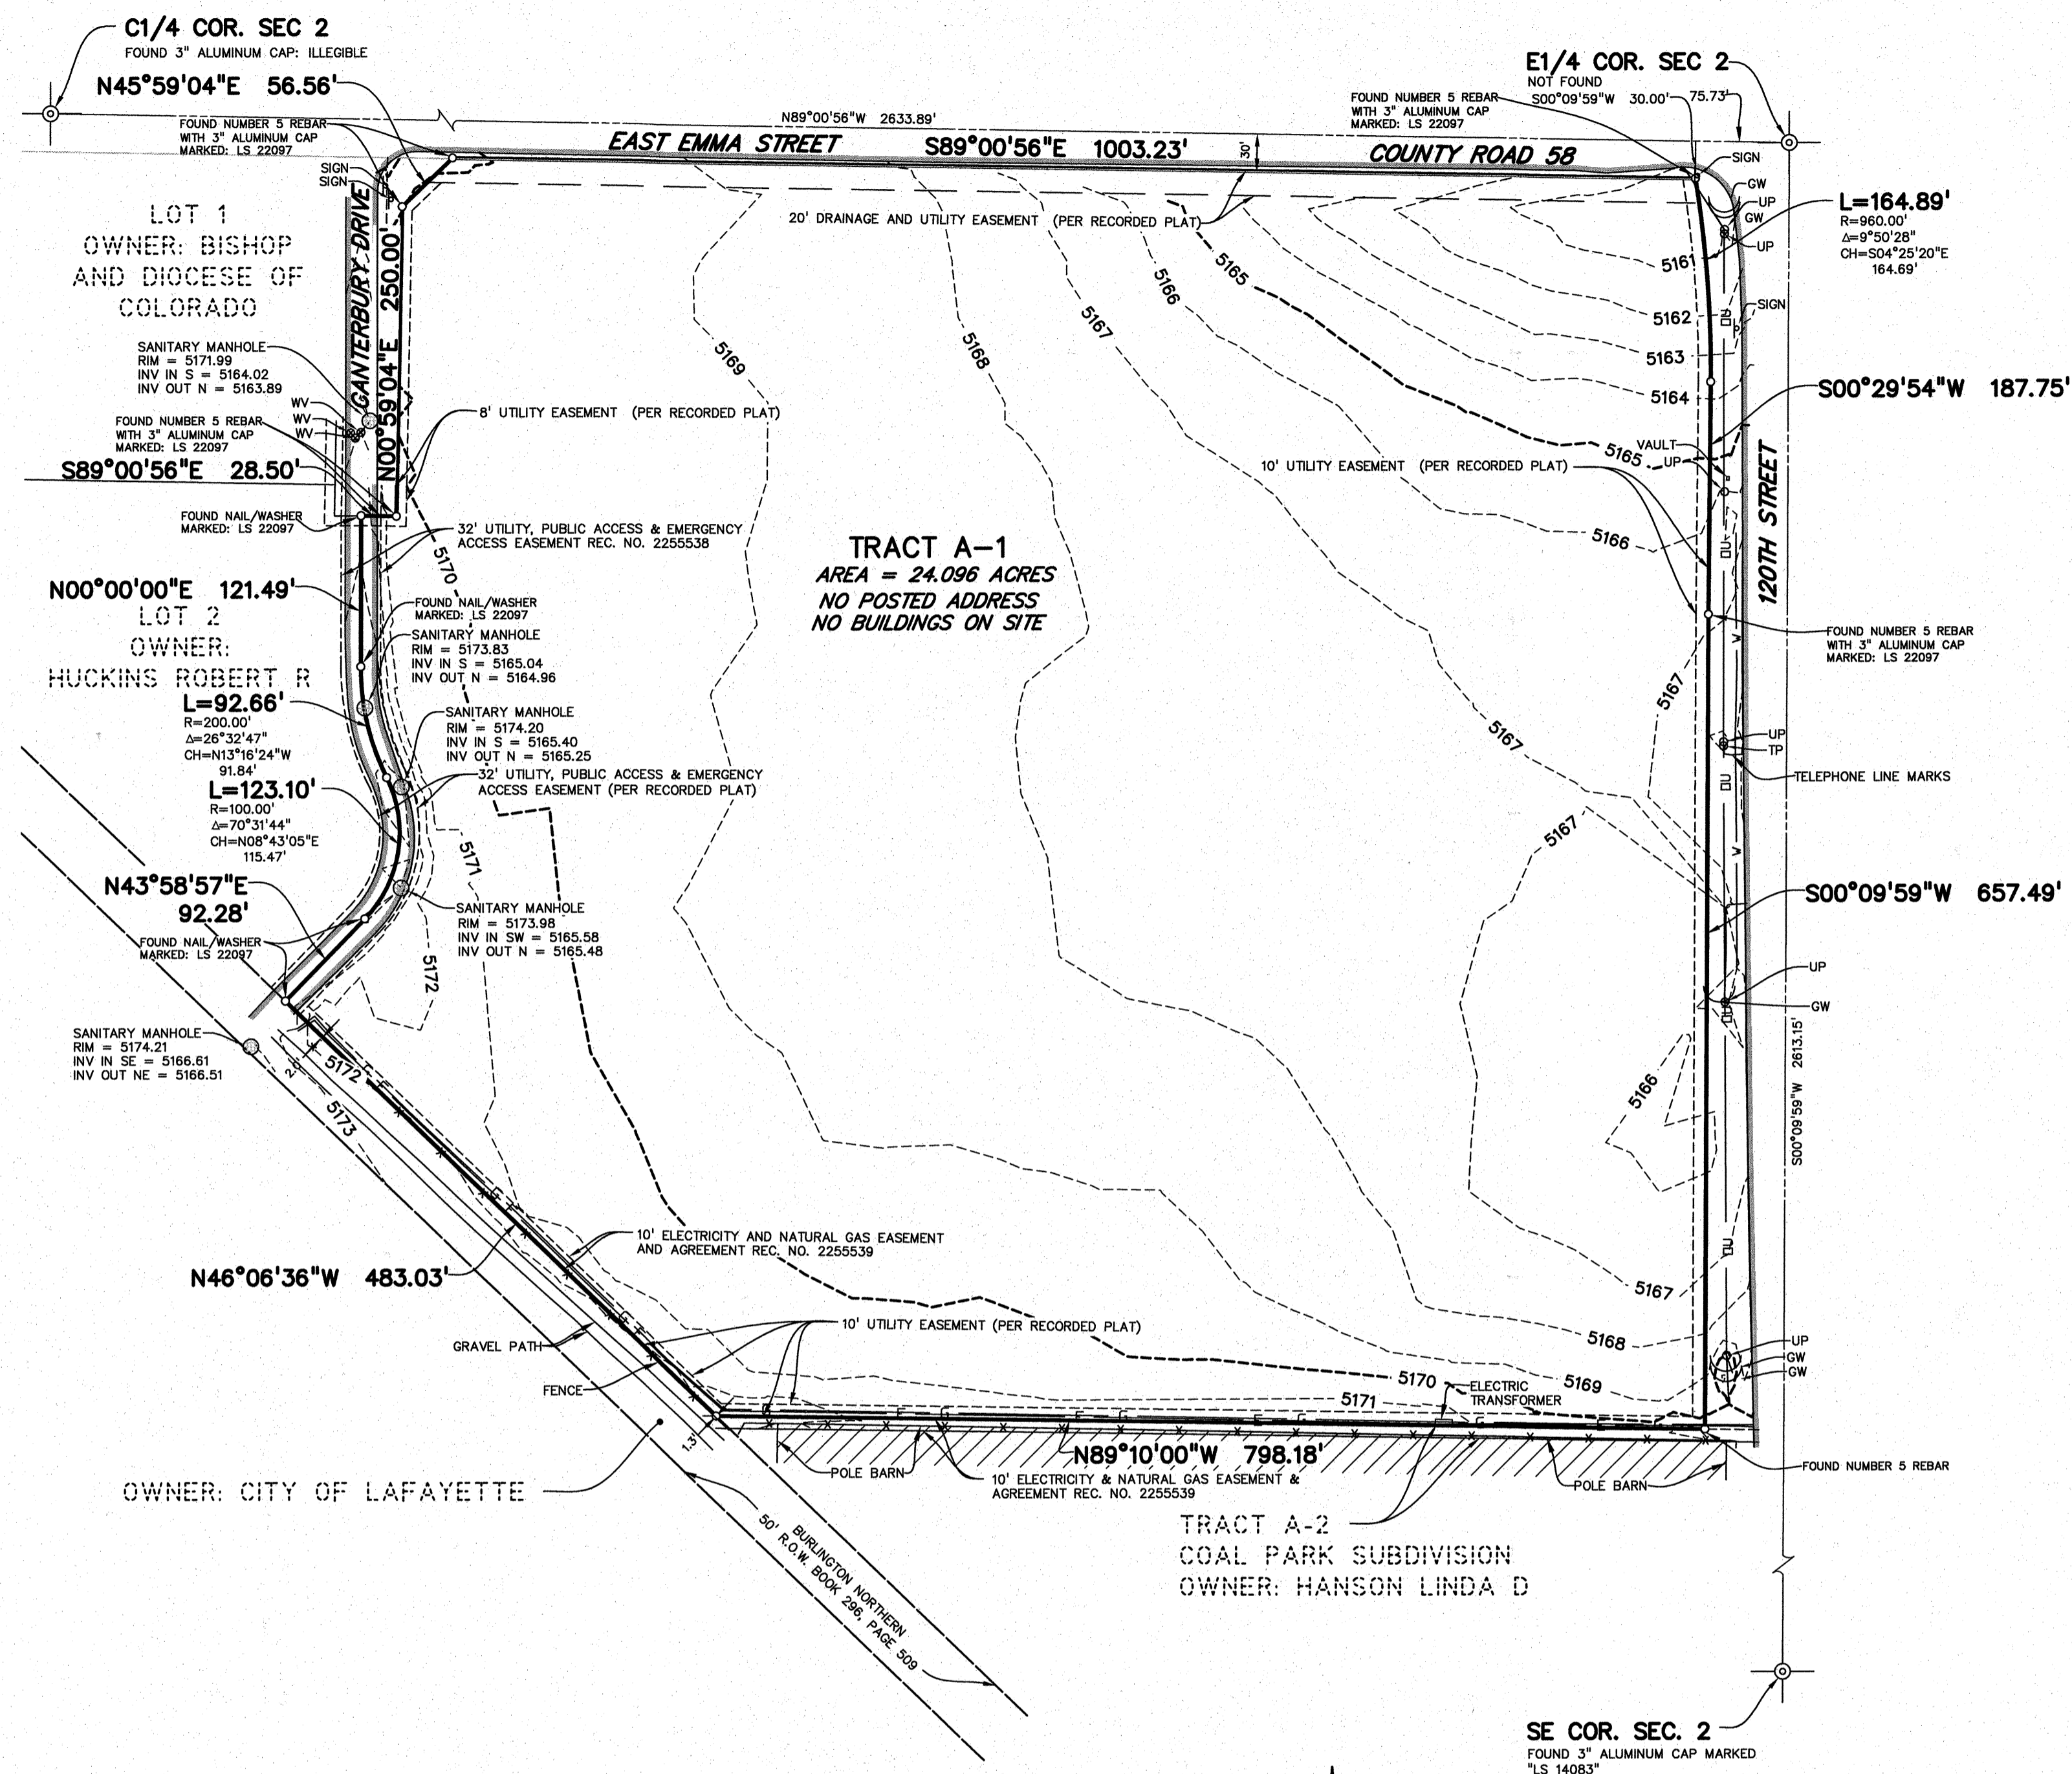 C1/4 COR. SEC 2
FOUND 3" ALUMINUM CAP: ILLEGIBLE
N45°59'04"E 56.56'
FOUND NUMBER 5 REBAR
WITH 3" ALUMINUM CAP
MARKED: LS 22097
SIGN
SIGN
N89°00'56"W 2633.89'
EAST EMMA STREET
S89°00'56"E 1003.23'
30'
COUNTY ROAD 58
E1/4 COR. SEC 2
NOT FOUND
S00°09'59"W 30.00'
75.73'
FOUND NUMBER 5 REBAR
WITH 3" ALUMINUM CAP
MARKED: LS 22097
SIGN
GW
UP
GW
UP
L=164.89'
R=960.00'
Δ=9°50'28"
CH=S04°25'20"E
164.69'
SIGN
20' DRAINAGE AND UTILITY EASEMENT (PER RECORDED PLAT)
LOT 1
OWNER: BISHOP
AND DIOCESE OF
COLORADO
CANTERBURY DRIVE
N00°59'04"E 250.00'
SANITARY MANHOLE
RIM = 5171.99
INV IN S = 5164.02
INV OUT N = 5163.89
WV
WV
WV
FOUND NUMBER 5 REBAR
WITH 3" ALUMINUM CAP
MARKED: LS 22097
S89°00'56"E 28.50'
8' UTILITY EASEMENT (PER RECORDED PLAT)
5169
5168
5167
5166
5165
5161
5162
5163
5164
5165
S00°29'54"W 187.75'
VAULT
UP
10' UTILITY EASEMENT (PER RECORDED PLAT)
120TH STREET
FOUND NAIL/WASHER
MARKED: LS 22097
32' UTILITY, PUBLIC ACCESS & EMERGENCY
ACCESS EASEMENT REC. NO. 2255538
5170
TRACT A-1
AREA = 24.096 ACRES
NO POSTED ADDRESS
NO BUILDINGS ON SITE
5166
N00°00'00"E 121.49'
LOT 2
OWNER:
HUCKINS ROBERT R
FOUND NAIL/WASHER
MARKED: LS 22097
SANITARY MANHOLE
RIM = 5173.83
INV IN S = 5165.04
INV OUT N = 5164.96
FOUND NUMBER 5 REBAR
WITH 3" ALUMINUM CAP
MARKED: LS 22097
L=92.66'
R=200.00'
Δ=26°32'47"
CH=N13°16'24"W
91.84'
SANITARY MANHOLE
RIM = 5174.20
INV IN S = 5165.40
INV OUT N = 5165.25
5167
5167
UP
TP
TELEPHONE LINE MARKS
32' UTILITY, PUBLIC ACCESS & EMERGENCY
ACCESS EASEMENT (PER RECORDED PLAT)
L=123.10'
R=100.00'
Δ=70°31'44"
CH=N08°43'05"E
115.47'
5171
5167
N43°58'57"E
92.28'
S00°09'59"W 657.49'
SANITARY MANHOLE
RIM = 5173.98
INV IN SW = 5165.58
INV OUT N = 5165.48
FOUND NAIL/WASHER
MARKED: LS 22097
5172
UP
GW
SANITARY MANHOLE
RIM = 5174.21
INV IN SE = 5166.61
INV OUT NE = 5166.51
5172
5173
5166
S00°09'59"W 2613.15'
10' ELECTRICITY AND NATURAL GAS EASEMENT
AND AGREEMENT REC. NO. 2255539
N46°06'36"W 483.03'
5167
10' UTILITY EASEMENT (PER RECORDED PLAT)
GRAVEL PATH
5168
UP
GW
GW
FENCE
5170
5169
5171
ELECTRIC
TRANSFORMER
1.3'
N89°10'00"W 798.18'
POLE BARN
10' ELECTRICITY & NATURAL GAS EASEMENT &
AGREEMENT REC. NO. 2255539
POLE BARN
FOUND NUMBER 5 REBAR
OWNER: CITY OF LAFAYETTE
TRACT A-2
COAL PARK SUBDIVISION
OWNER: HANSON LINDA D
BURLINGTON NORTHERN
50' R.O.W. BOOK 296, PAGE 509
SE COR. SEC. 2
FOUND 3" ALUMINUM CAP MARKED
"LS 14083"